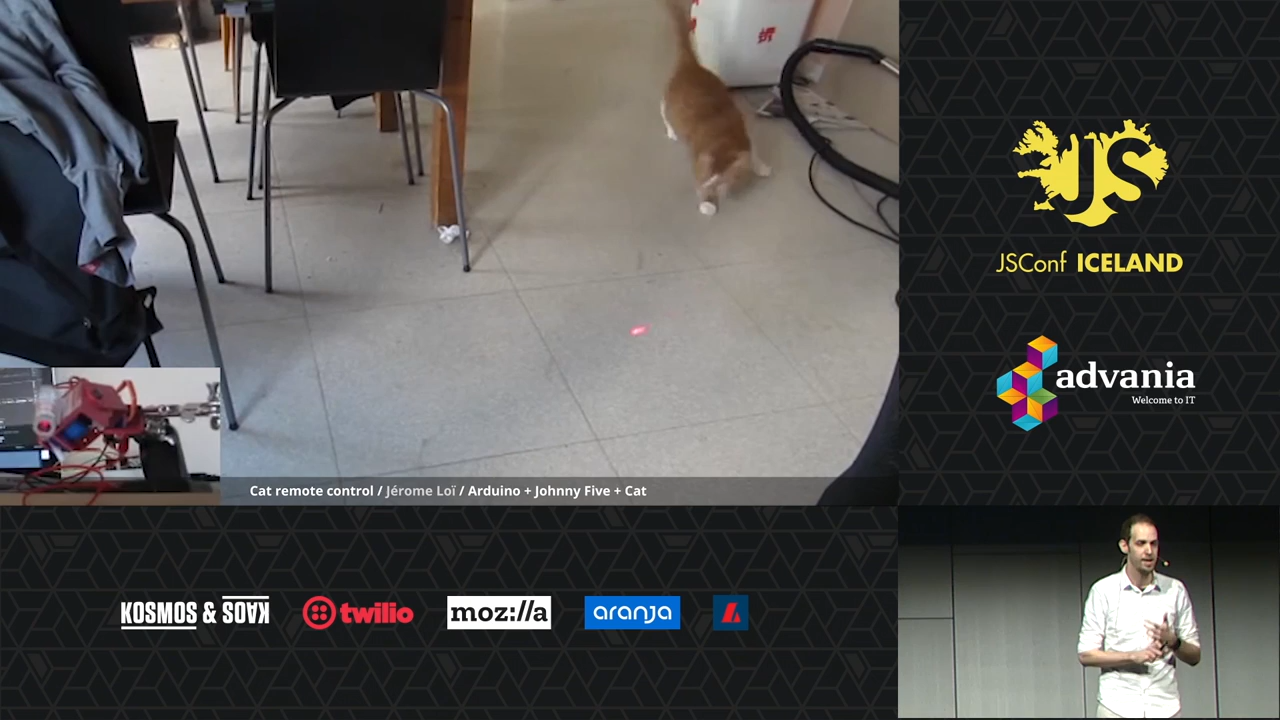 Cat remote control / Jérome Loï / Arduino + Johnny Five + Cat
JS
JSConf ICELAND
advania
Welcome to IT
KOSMOS & KAOS
twilio
moz://a
aranja